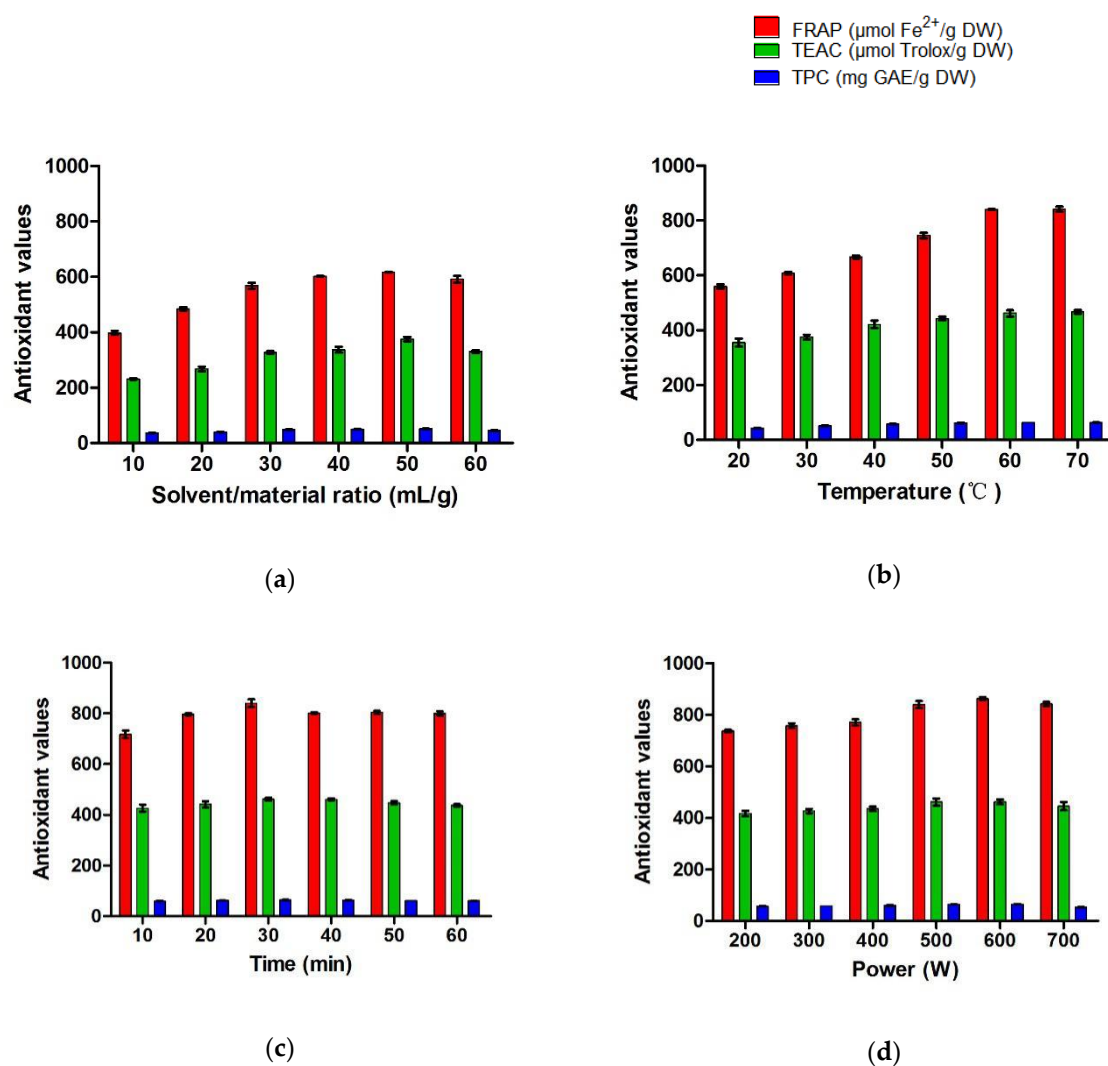 FRAP (µmol Fe²⁺/g DW)
TEAC (µmol Trolox/g DW)
TPC (mg GAE/g DW)
1000
800
600
400
200
0
Antioxidant values
10 20 30 40 50 60
Solvent/material ratio (mL/g)
(a)
1000
800
600
400
200
0
Antioxidant values
20 30 40 50 60 70
Temperature (℃)
(b)
1000
800
600
400
200
0
Antioxidant values
10 20 30 40 50 60
Time (min)
(c)
1000
800
600
400
200
0
Antioxidant values
200 300 400 500 600 700
Power (W)
(d)